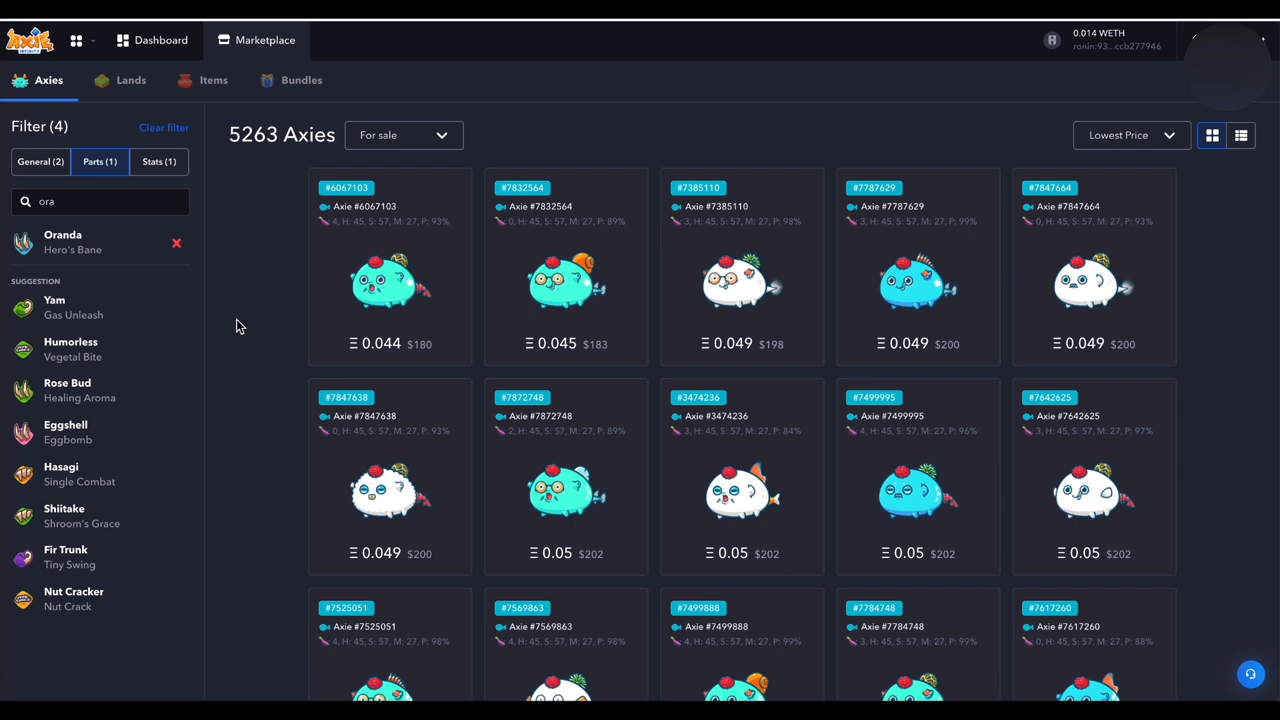 AXIE
INFINITY
Dashboard
Marketplace
0.014 WETH
ronin:93...ccb277946
Axies
Lands
Items
Bundles
Filter (4)
Clear filter
General (2)
Parts (1)
Stats (1)
ora
Oranda
Hero's Bane
SUGGESTION
Yam
Gas Unleash
Humorless
Vegetal Bite
Rose Bud
Healing Aroma
Eggshell
Eggbomb
Hasagi
Single Combat
Shiitake
Shroom's Grace
Fir Trunk
Tiny Swing
Nut Cracker
Nut Crack
5263 Axies
For sale
Lowest Price
#6067103
Axie #6067103
4, H: 45, S: 57, M: 27, P: 93%
Ξ 0.044 $180
#7832564
Axie #7832564
0, H: 45, S: 57, M: 27, P: 89%
Ξ 0.045 $183
#7385110
Axie #7385110
3, H: 45, S: 57, M: 27, P: 98%
Ξ 0.049 $198
#7787629
Axie #7787629
3, H: 45, S: 57, M: 27, P: 99%
Ξ 0.049 $200
#7847664
Axie #7847664
0, H: 45, S: 57, M: 27, P: 93%
Ξ 0.049 $200
#7847638
Axie #7847638
0, H: 45, S: 57, M: 27, P: 93%
Ξ 0.049 $200
#7872748
Axie #7872748
2, H: 45, S: 57, M: 27, P: 89%
Ξ 0.05 $202
#3474236
Axie #3474236
3, H: 45, S: 57, M: 27, P: 84%
Ξ 0.05 $202
#7499995
Axie #7499995
4, H: 45, S: 57, M: 27, P: 96%
Ξ 0.05 $202
#7642625
Axie #7642625
3, H: 45, S: 57, M: 27, P: 97%
Ξ 0.05 $202
#7525051
Axie #7525051
4, H: 45, S: 57, M: 27, P: 98%
#7569863
Axie #7569863
4, H: 45, S: 57, M: 27, P: 98%
#7499888
Axie #7499888
4, H: 45, S: 57, M: 27, P: 99%
#7784748
Axie #7784748
3, H: 45, S: 57, M: 27, P: 99%
#7617260
Axie #7617260
0, H: 45, S: 57, M: 27, P: 88%